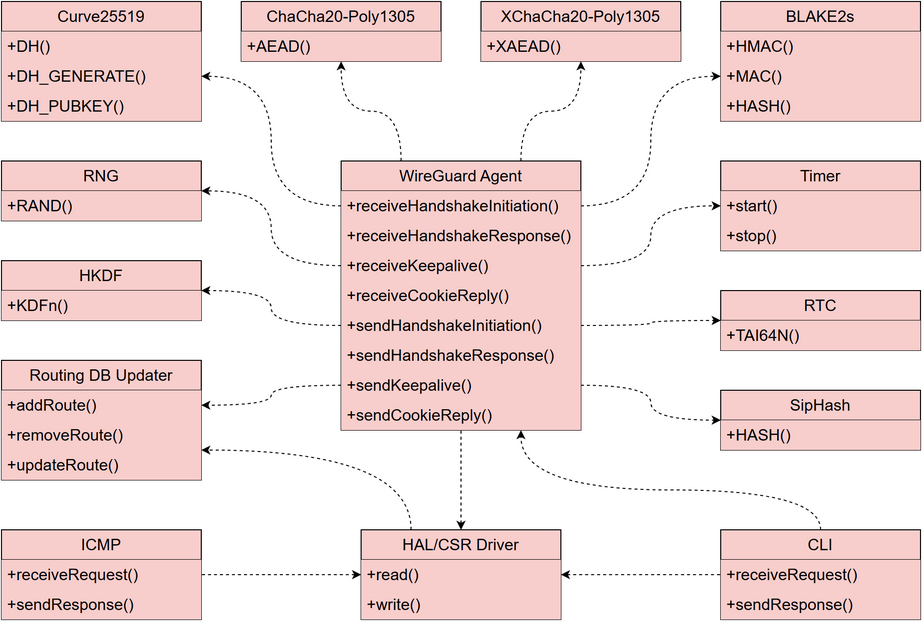 Curve25519
+DH()
+DH_GENERATE()
+DH_PUBKEY()
ChaCha20-Poly1305
+AEAD()
XChaCha20-Poly1305
+XAEAD()
BLAKE2s
+HMAC()
+MAC()
+HASH()
RNG
+RAND()
WireGuard Agent
+receiveHandshakeInitiation()
+receiveHandshakeResponse()
+receiveKeepalive()
+receiveCookieReply()
+sendHandshakeInitiation()
+sendHandshakeResponse()
+sendKeepalive()
+sendCookieReply()
Timer
+start()
+stop()
HKDF
+KDFn()
RTC
+TAI64N()
Routing DB Updater
+addRoute()
+removeRoute()
+updateRoute()
SipHash
+HASH()
ICMP
+receiveRequest()
+sendResponse()
HAL/CSR Driver
+read()
+write()
CLI
+receiveRequest()
+sendResponse()